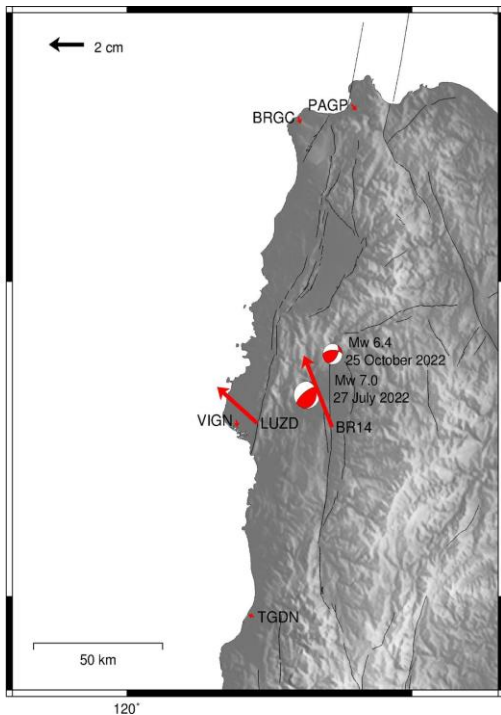 2 cm
PAGP
BRGC
Mw 6.4
25 October 2022
Mw 7.0
27 July 2022
VIGN
LUZD
BR14
TGDN
50 km
120°